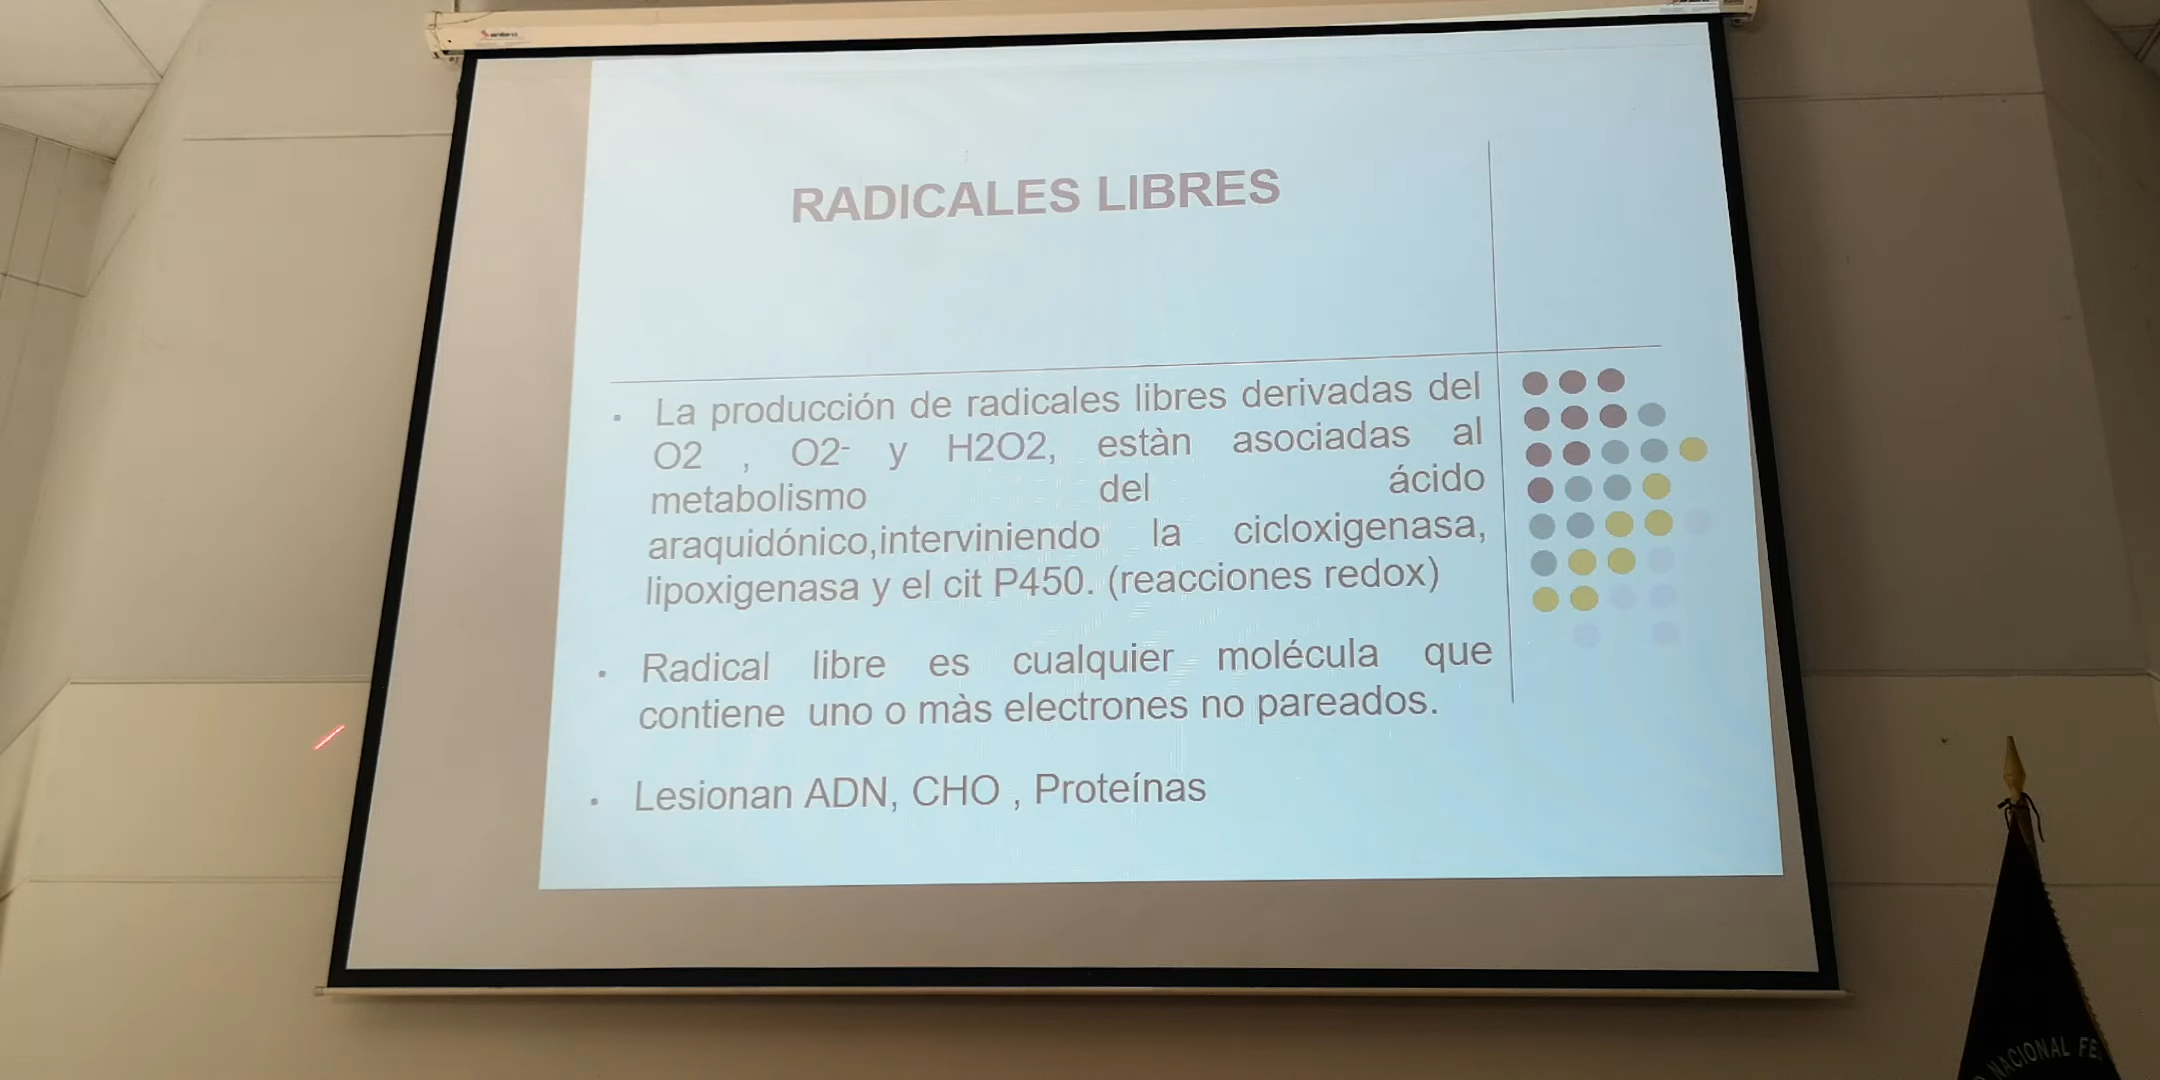 RADICALES LIBRES
La producción de radicales libres derivadas del
O2 , O2- y H2O2, estàn asociadas al
metabolismo del ácido
araquidónico,interviniendo la cicloxigenasa,
lipoxigenasa y el cit P450. (reacciones redox)
Radical libre es cualquier molécula que
contiene uno o màs electrones no pareados.
Lesionan ADN, CHO , Proteínas
NACIONAL FE